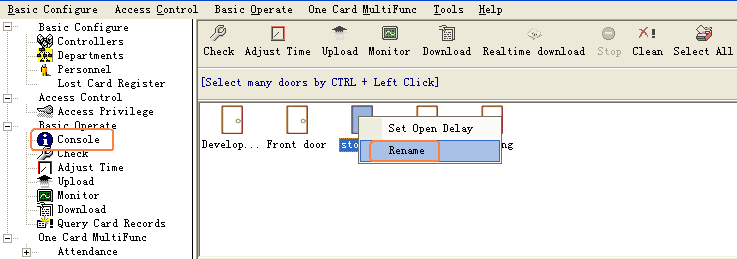 Basic Configure Access Control Basic Operate One Card MultiFunc Tools Help
Basic Configure
Controllers
Departments
Personnel
Lost Card Register
Access Control
Access Privilege
Basic Operate
Console
Check
Adjust Time
Upload
Monitor
Download
Query Card Records
One Card MultiFunc
Attendance
Check Adjust Time Upload Monitor Download Realtime download Stop Clean Select All
[Select many doors by CTRL + Left Click]
Develop... Front door sto ng
Set Open Delay
Rename